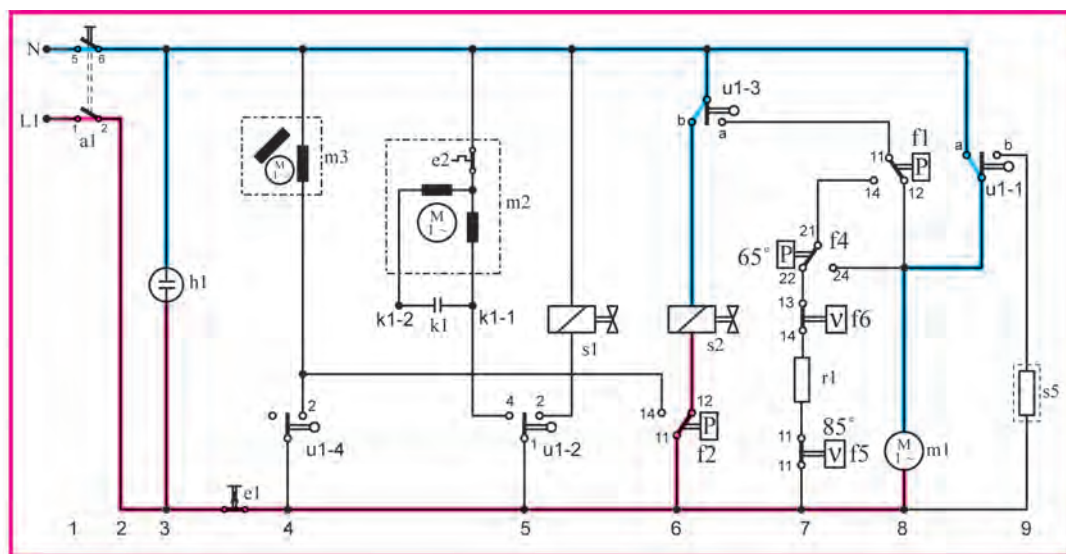 N 5 6
L1 1 2
a1
h1
M
1~
m3
e2
M
1~
m2
k1-2 k1 k1-1
s1
u1-3
b a
s2
f1
11 P
14 12
21 f4
65° P
22 24
13
V f6
14
r1
11 85°
V f5
11
a b
u1-1
M
1~ m1
s5
2
u1-4
4 2
1 u1-2
14 12
11 P
f2
e1
1 2 3 4 5 6 7 8 9